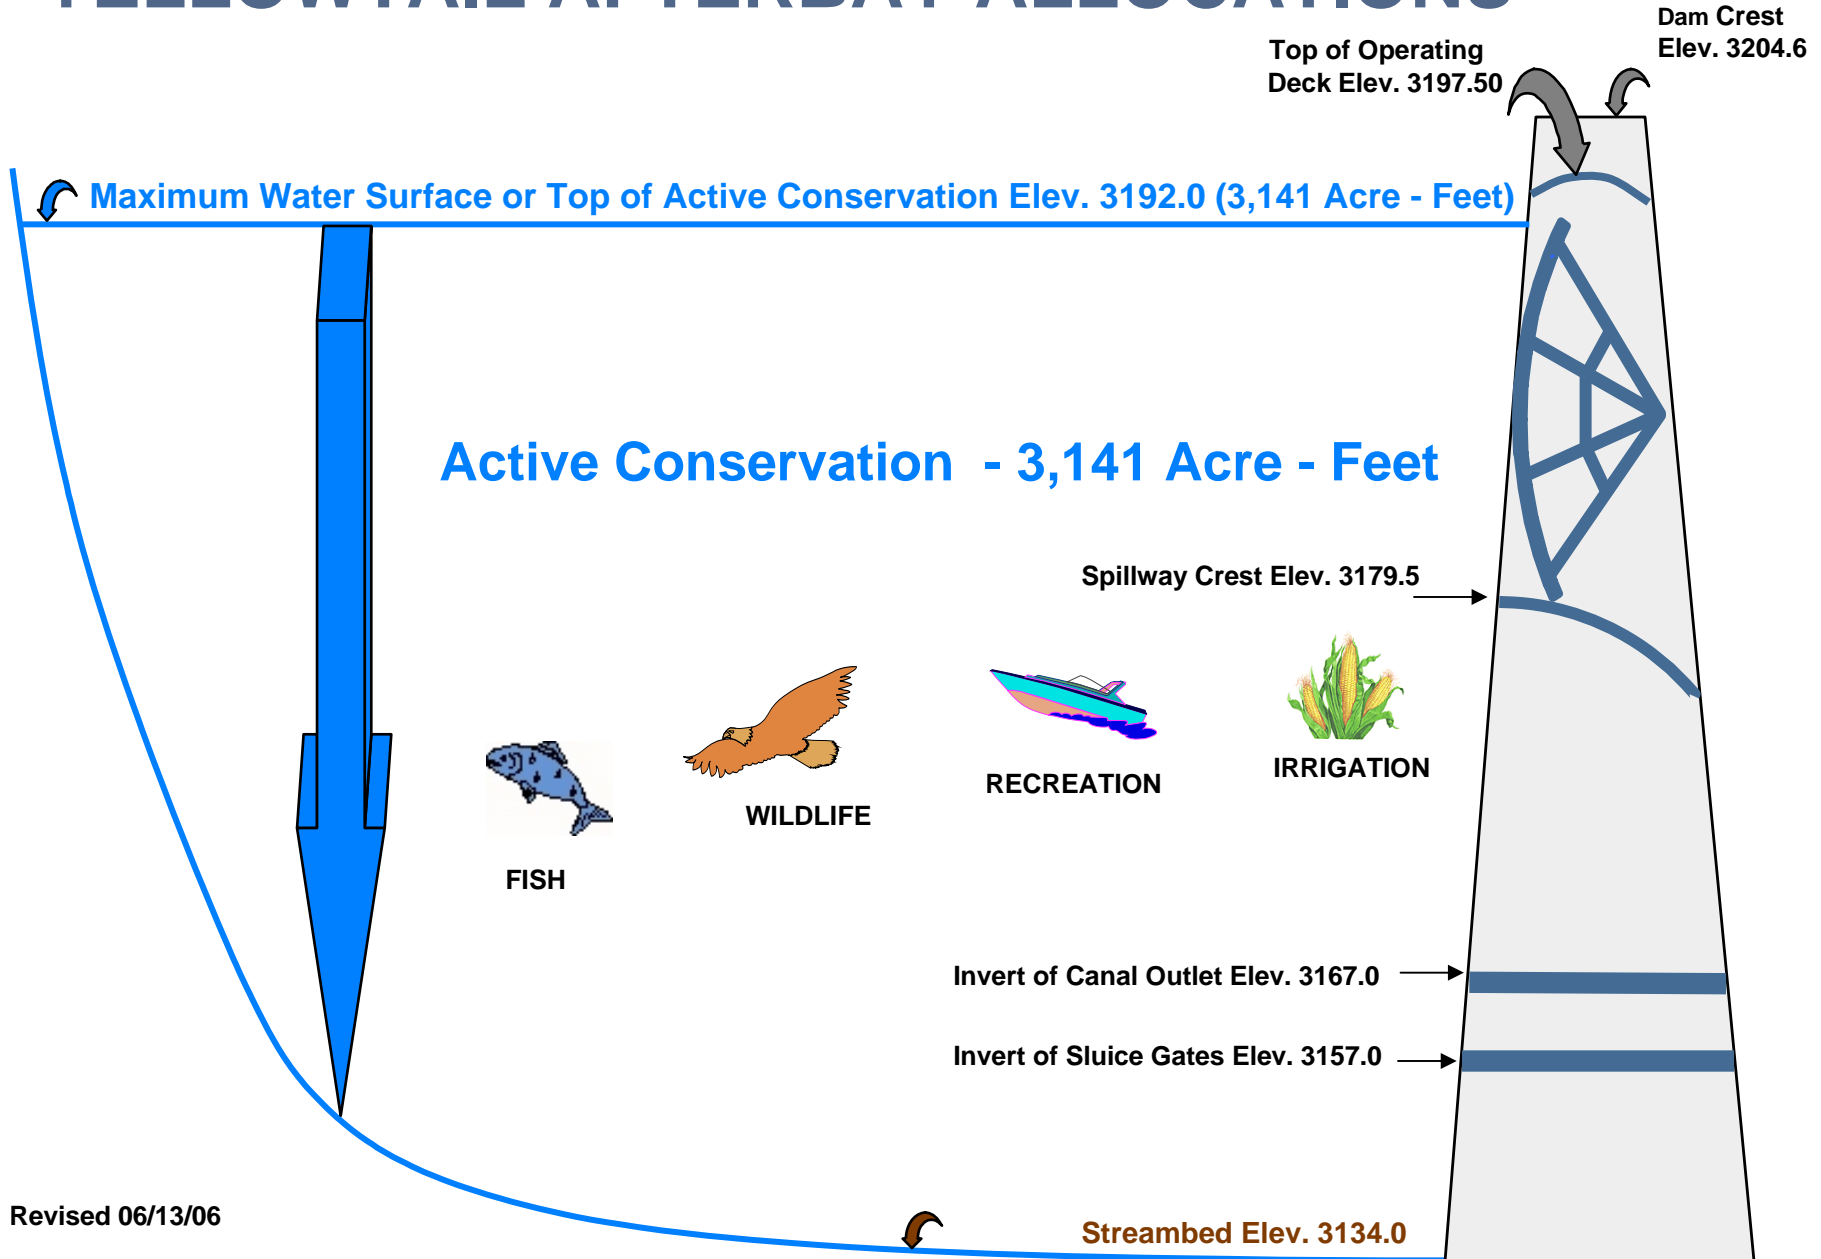 YELLOWTAIL AFTERBAY ALLOCATIONS
Dam Crest
Elev. 3204.6
Top of Operating
Deck Elev. 3197.50
Maximum Water Surface or Top of Active Conservation Elev. 3192.0 (3,141 Acre - Feet)
Active Conservation - 3,141 Acre - Feet
Spillway Crest Elev. 3179.5
IRRIGATION
RECREATION
WILDLIFE
FISH
Invert of Canal Outlet Elev. 3167.0
Invert of Sluice Gates Elev. 3157.0
Revised 06/13/06
Streambed Elev. 3134.0